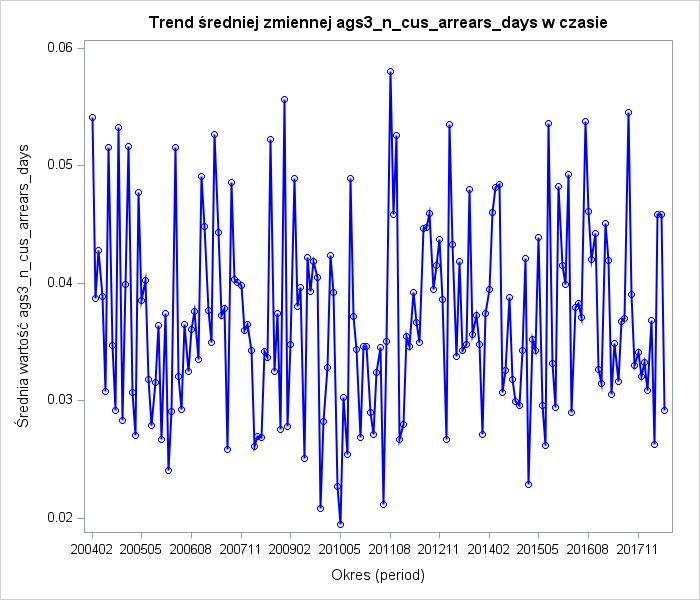 Trend średniej zmiennej ags3_n_cus_arrears_days w czasie
Średnia wartość ags3_n_cus_arrears_days
0.06
0.05
0.04
0.03
0.02
200402 200505 200608 200711 200902 201005 201108 201211 201402 201505 201608 201711
Okres (period)